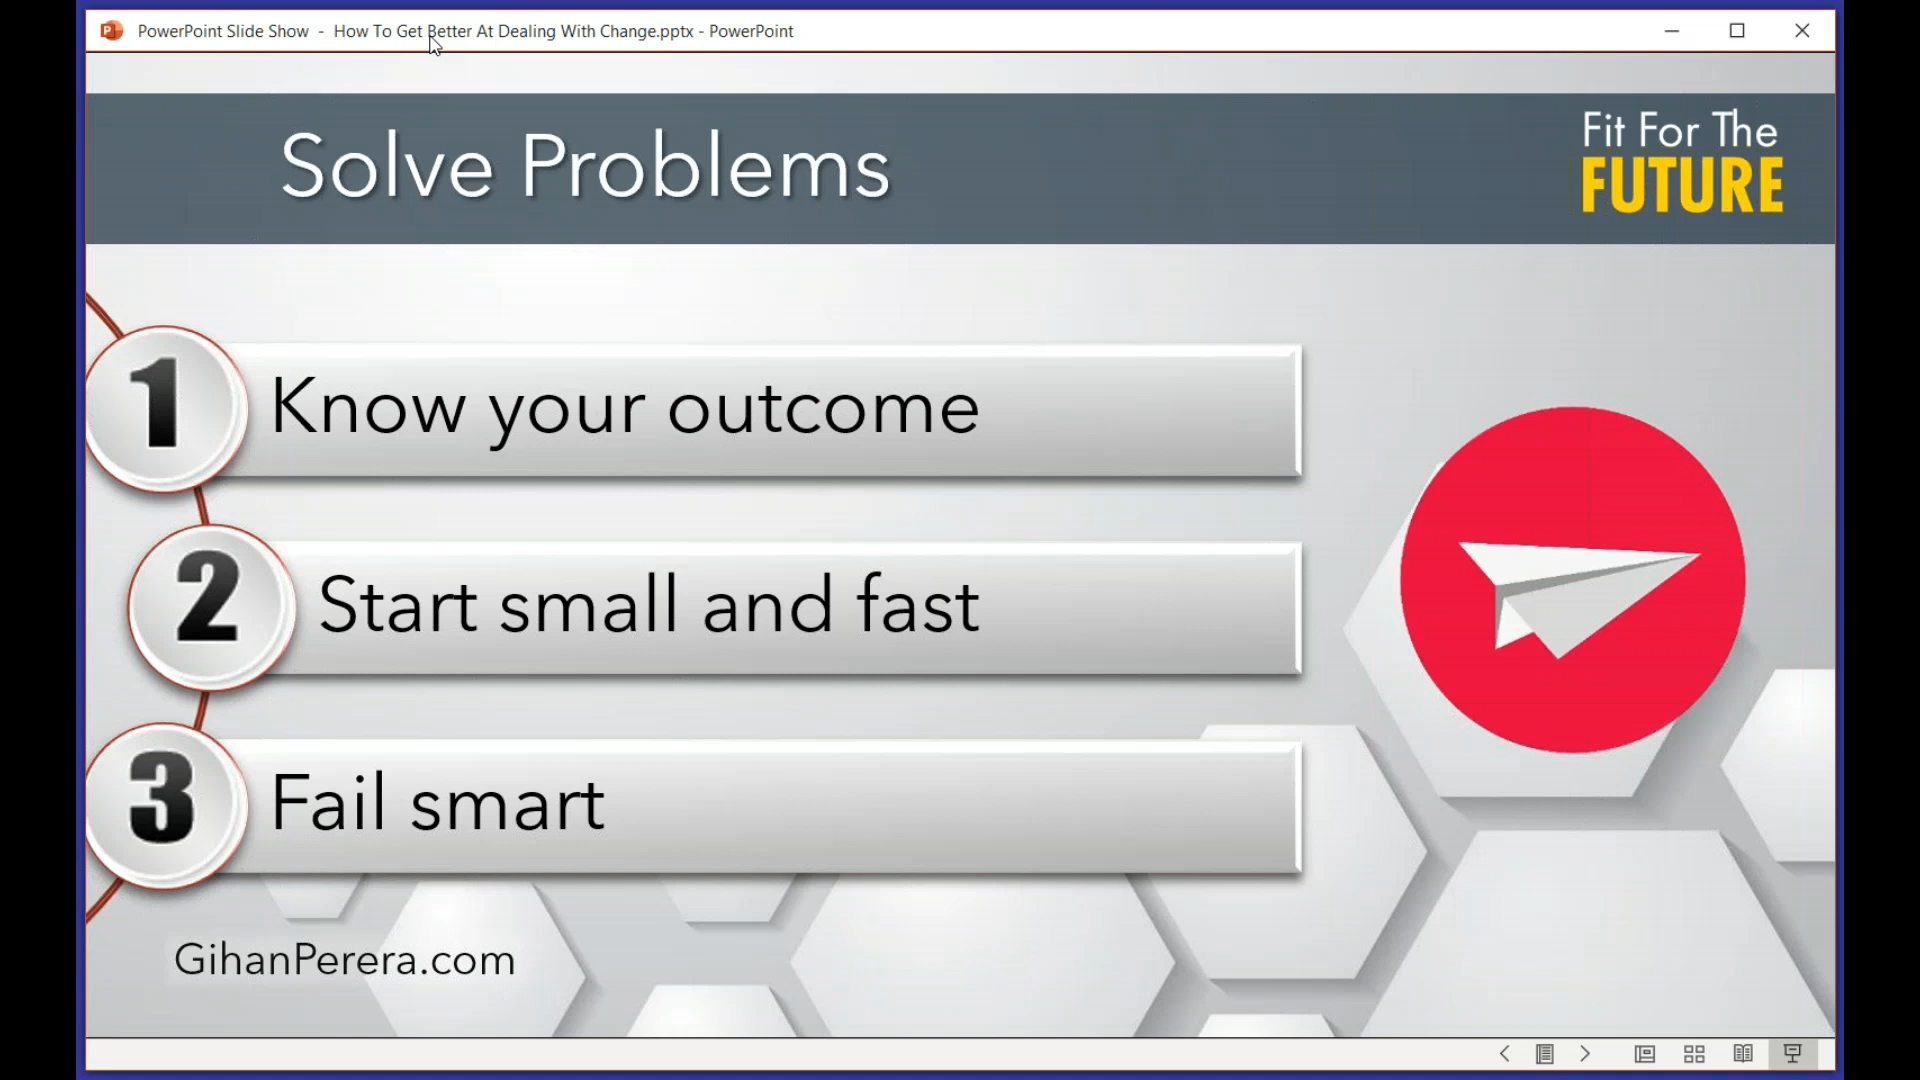 PowerPoint Slide Show - How To Get Better At Dealing With Change.pptx - PowerPoint
Solve Problems
Fit For The
FUTURE
1 Know your outcome
2 Start small and fast
3 Fail smart
GihanPerera.com